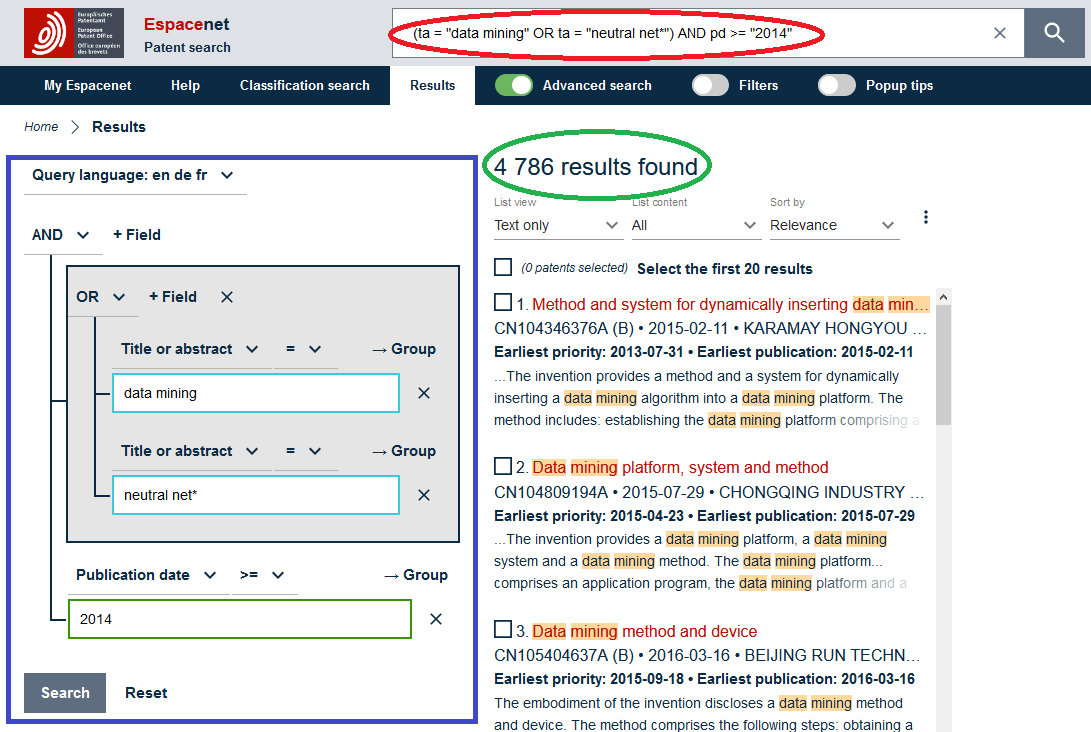 Europäisches
Patentamt
European
Patent Office
Office européen
des brevets
Espacenet
Patent search
(ta = "data mining" OR ta = "neutral net*") AND pd >= "2014"
My Espacenet Help Classification search Results Advanced search Filters Popup tips
Home > Results
Query language: en de fr
AND + Field
OR + Field ×
Title or abstract = → Group
data mining ×
Title or abstract = → Group
neutral net* ×
Publication date >= → Group
2014 ×
Search Reset
4 786 results found
List view List content Sort by
Text only All Relevance
(0 patents selected) Select the first 20 results
1. Method and system for dynamically inserting data min...
CN104346376A (B) • 2015-02-11 • KARAMAY HONGYOU ...
Earliest priority: 2013-07-31 • Earliest publication: 2015-02-11
...The invention provides a method and a system for dynamically
inserting a data mining algorithm into a data mining platform. The
method includes: establishing the data mining platform comprising a
2. Data mining platform, system and method
CN104809194A • 2015-07-29 • CHONGQING INDUSTRY ...
Earliest priority: 2015-04-23 • Earliest publication: 2015-07-29
...The invention provides a data mining platform, a data mining
system and a data mining method. The data mining platform...
comprises an application program, the data mining platform and a
3. Data mining method and device
CN105404637A (B) • 2016-03-16 • BEIJING RUN TECHN...
Earliest priority: 2015-09-18 • Earliest publication: 2016-03-16
The embodiment of the invention discloses a data mining method
and device. The method comprises the following steps: obtaining a